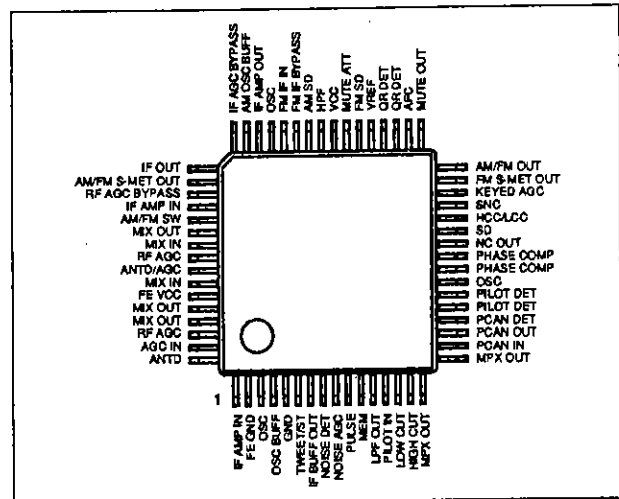 IF AGC BYPASS
AM OSC BUFF
IF AMP OUT
OSC
FM IF IN
FM IF BYPASS
AM SD
HPF
VCC
MUTE ATT
FM SD
VREF
QR DET
QR DET
AFC
MUTE OUT
IF OUT
AM/FM S-MET OUT
RF AGC BYPASS
IF AMP IN
AM/FM SW
MIX OUT
MIX IN
RF AGC
ANTD/AGC
MIX IN
FE VCC
MIX OUT
MIX OUT
RF AGC
AGC IN
ANTD
AM/FM OUT
FM S-MET OUT
KEYED AGC
SNC
HCC/LCC
SD
NC OUT
PHASE COMP
PHASE COMP
OSC
PILOT DET
PILOT DET
PCAN DET
PCAN OUT
PCAN IN
MPX OUT
1
IF AMP IN
FE GND
OSC
OSC BUFF
GND
TWEET/ST
IF BUFF OUT
NOISE DET
NOISE AGC
PULSE
MEM
LPF OUT
PILOT IN
LOW CUT
HIGH CUT
MPX OUT